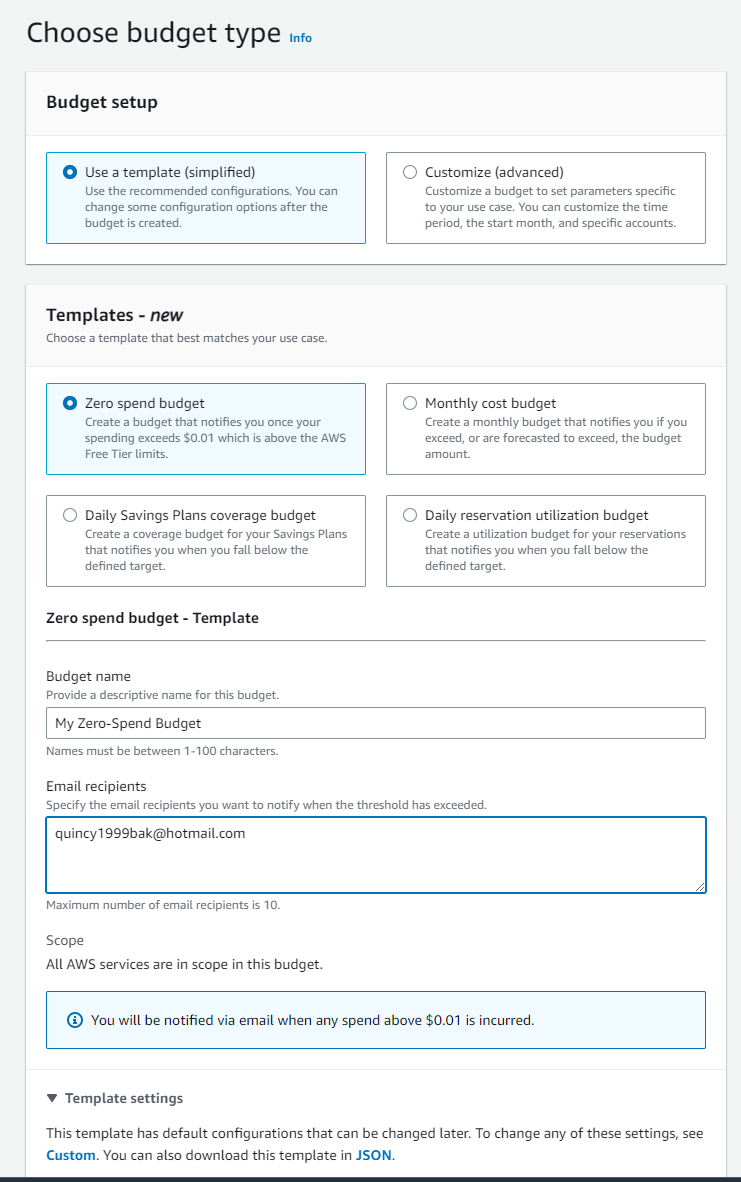 Choose budget type Info
Budget setup
Use a template (simplified)
Use the recommended configurations. You can
change some configuration options after the
budget is created.
Customize (advanced)
Customize a budget to set parameters specific
to your use case. You can customize the time
period, the start month, and specific accounts.
Templates - new
Choose a template that best matches your use case.
Zero spend budget
Create a budget that notifies you once your
spending exceeds $0.01 which is above the AWS
Free Tier limits.
Monthly cost budget
Create a monthly budget that notifies you if you
exceed, or are forecasted to exceed, the budget
amount.
Daily Savings Plans coverage budget
Create a coverage budget for your Savings Plans
that notifies you when you fall below the
defined target.
Daily reservation utilization budget
Create a utilization budget for your reservations
that notifies you when you fall below the
defined target.
Zero spend budget - Template
Budget name
Provide a descriptive name for this budget.
My Zero-Spend Budget
Names must be between 1-100 characters.
Email recipients
Specify the email recipients you want to notify when the threshold has exceeded.
quincy1999bak@hotmail.com
Maximum number of email recipients is 10.
Scope
All AWS services are in scope in this budget.
You will be notified via email when any spend above $0.01 is incurred.
Template settings
This template has default configurations that can be changed later. To change any of these settings, see
Custom. You can also download this template in JSON.